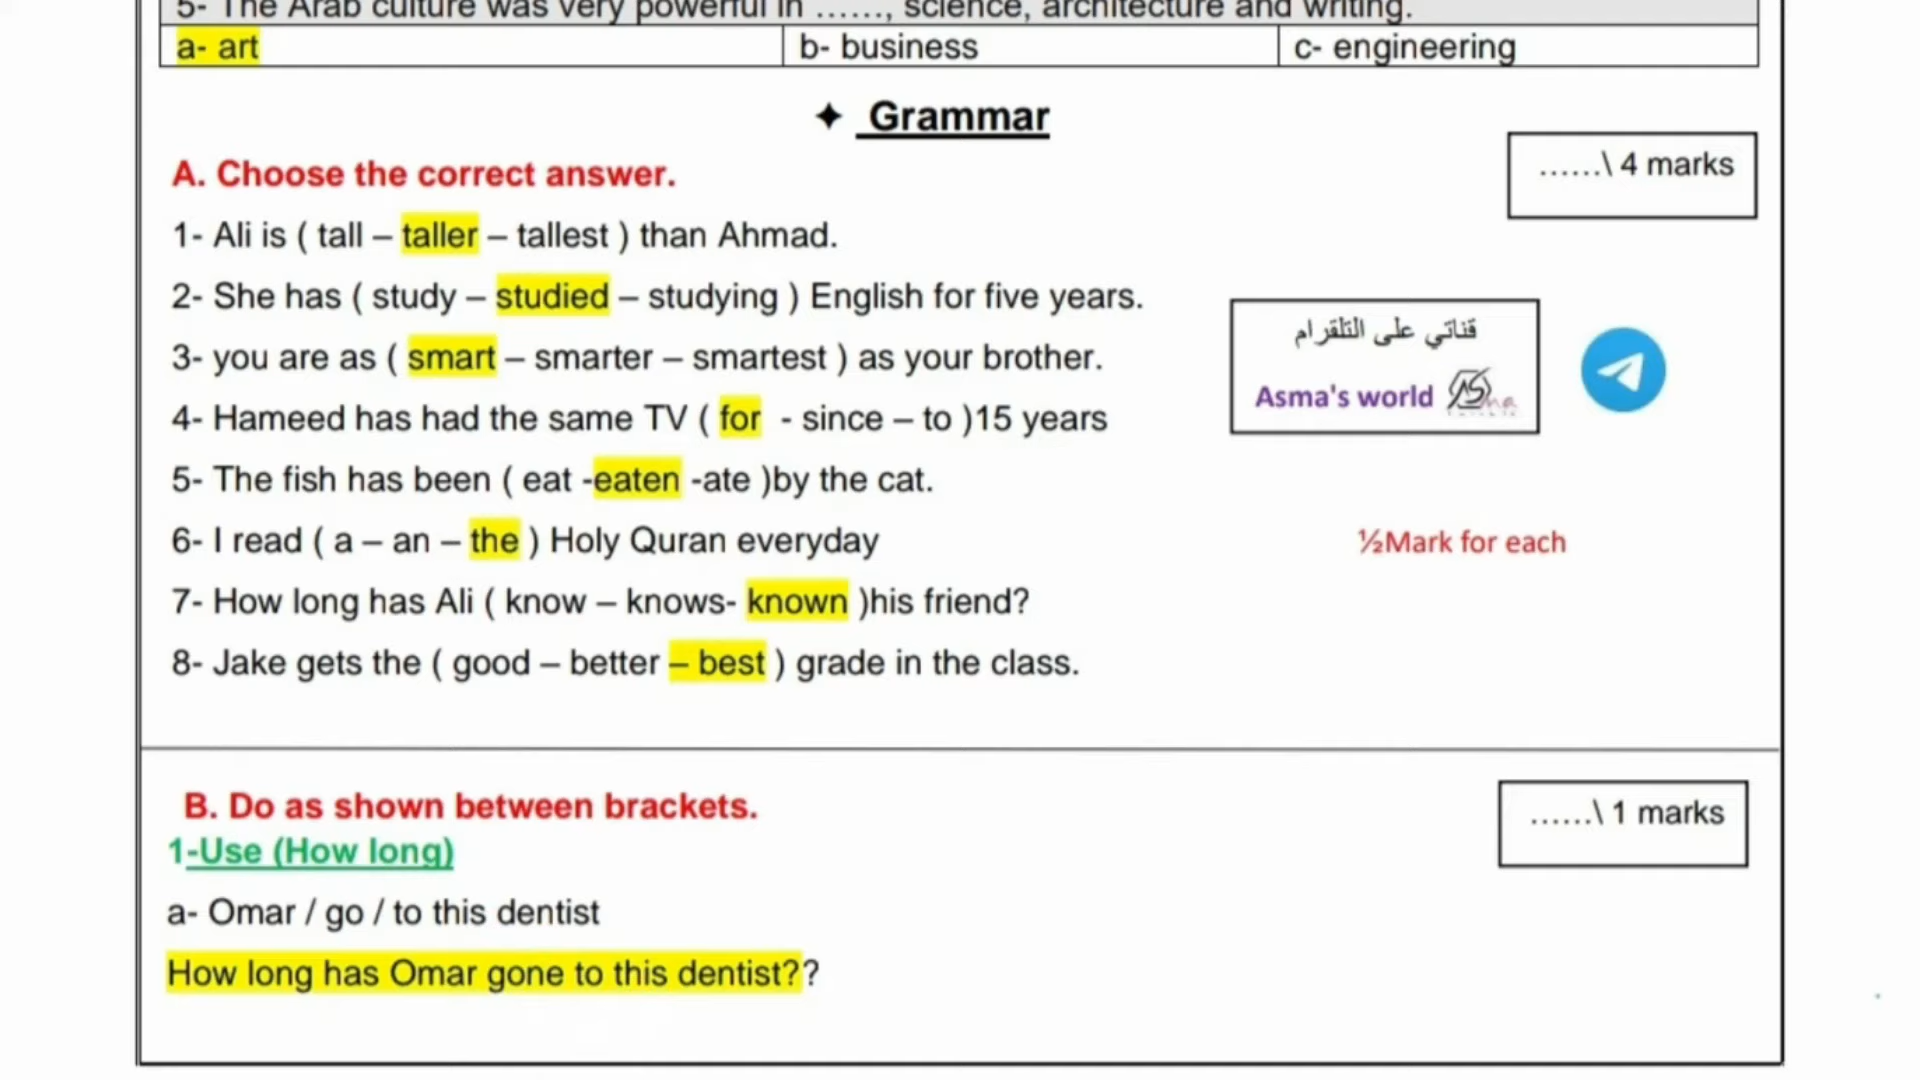 5- The Arab culture was very powerful in ……, science, architecture and writing.
a- art b- business c- engineering
✦ Grammar
……\ 4 marks
A. Choose the correct answer.
1- Ali is ( tall – taller – tallest ) than Ahmad.
2- She has ( study – studied – studying ) English for five years.
3- you are as ( smart – smarter – smartest ) as your brother.
4- Hameed has had the same TV ( for - since – to )15 years
5- The fish has been ( eat -eaten -ate )by the cat.
6- I read ( a – an – the ) Holy Quran everyday
7- How long has Ali ( know – knows- known )his friend?
8- Jake gets the ( good – better – best ) grade in the class.
قناتي على التلقرام
Asma's world
½Mark for each
B. Do as shown between brackets.
……\ 1 marks
1-Use (How long)
a- Omar / go / to this dentist
How long has Omar gone to this dentist??